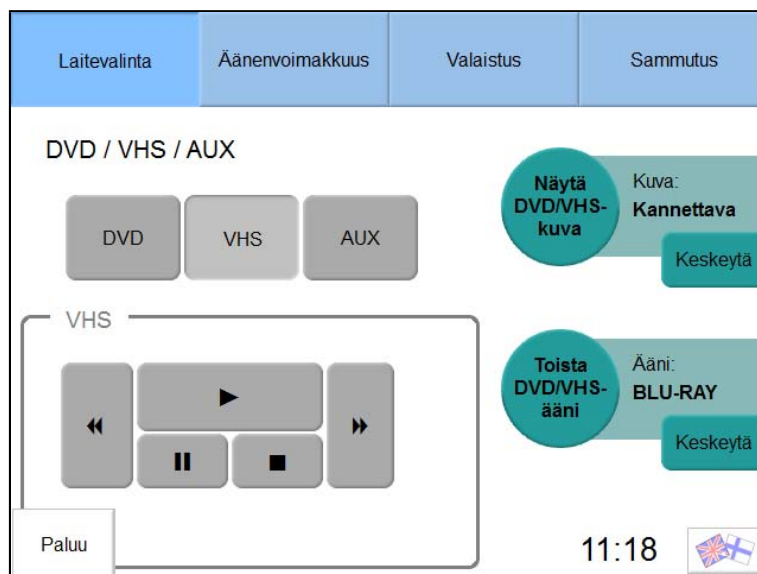 Laitevalinta
Äänenvoimakkuus
Valaistus
Sammutus
DVD / VHS / AUX
DVD
VHS
AUX
Näytä
DVD/VHS-
kuva
Kuva:
Kannettava
Keskeytä
VHS
Toista
DVD/VHS-
ääni
Ääni:
BLU-RAY
Keskeytä
Paluu
11:18